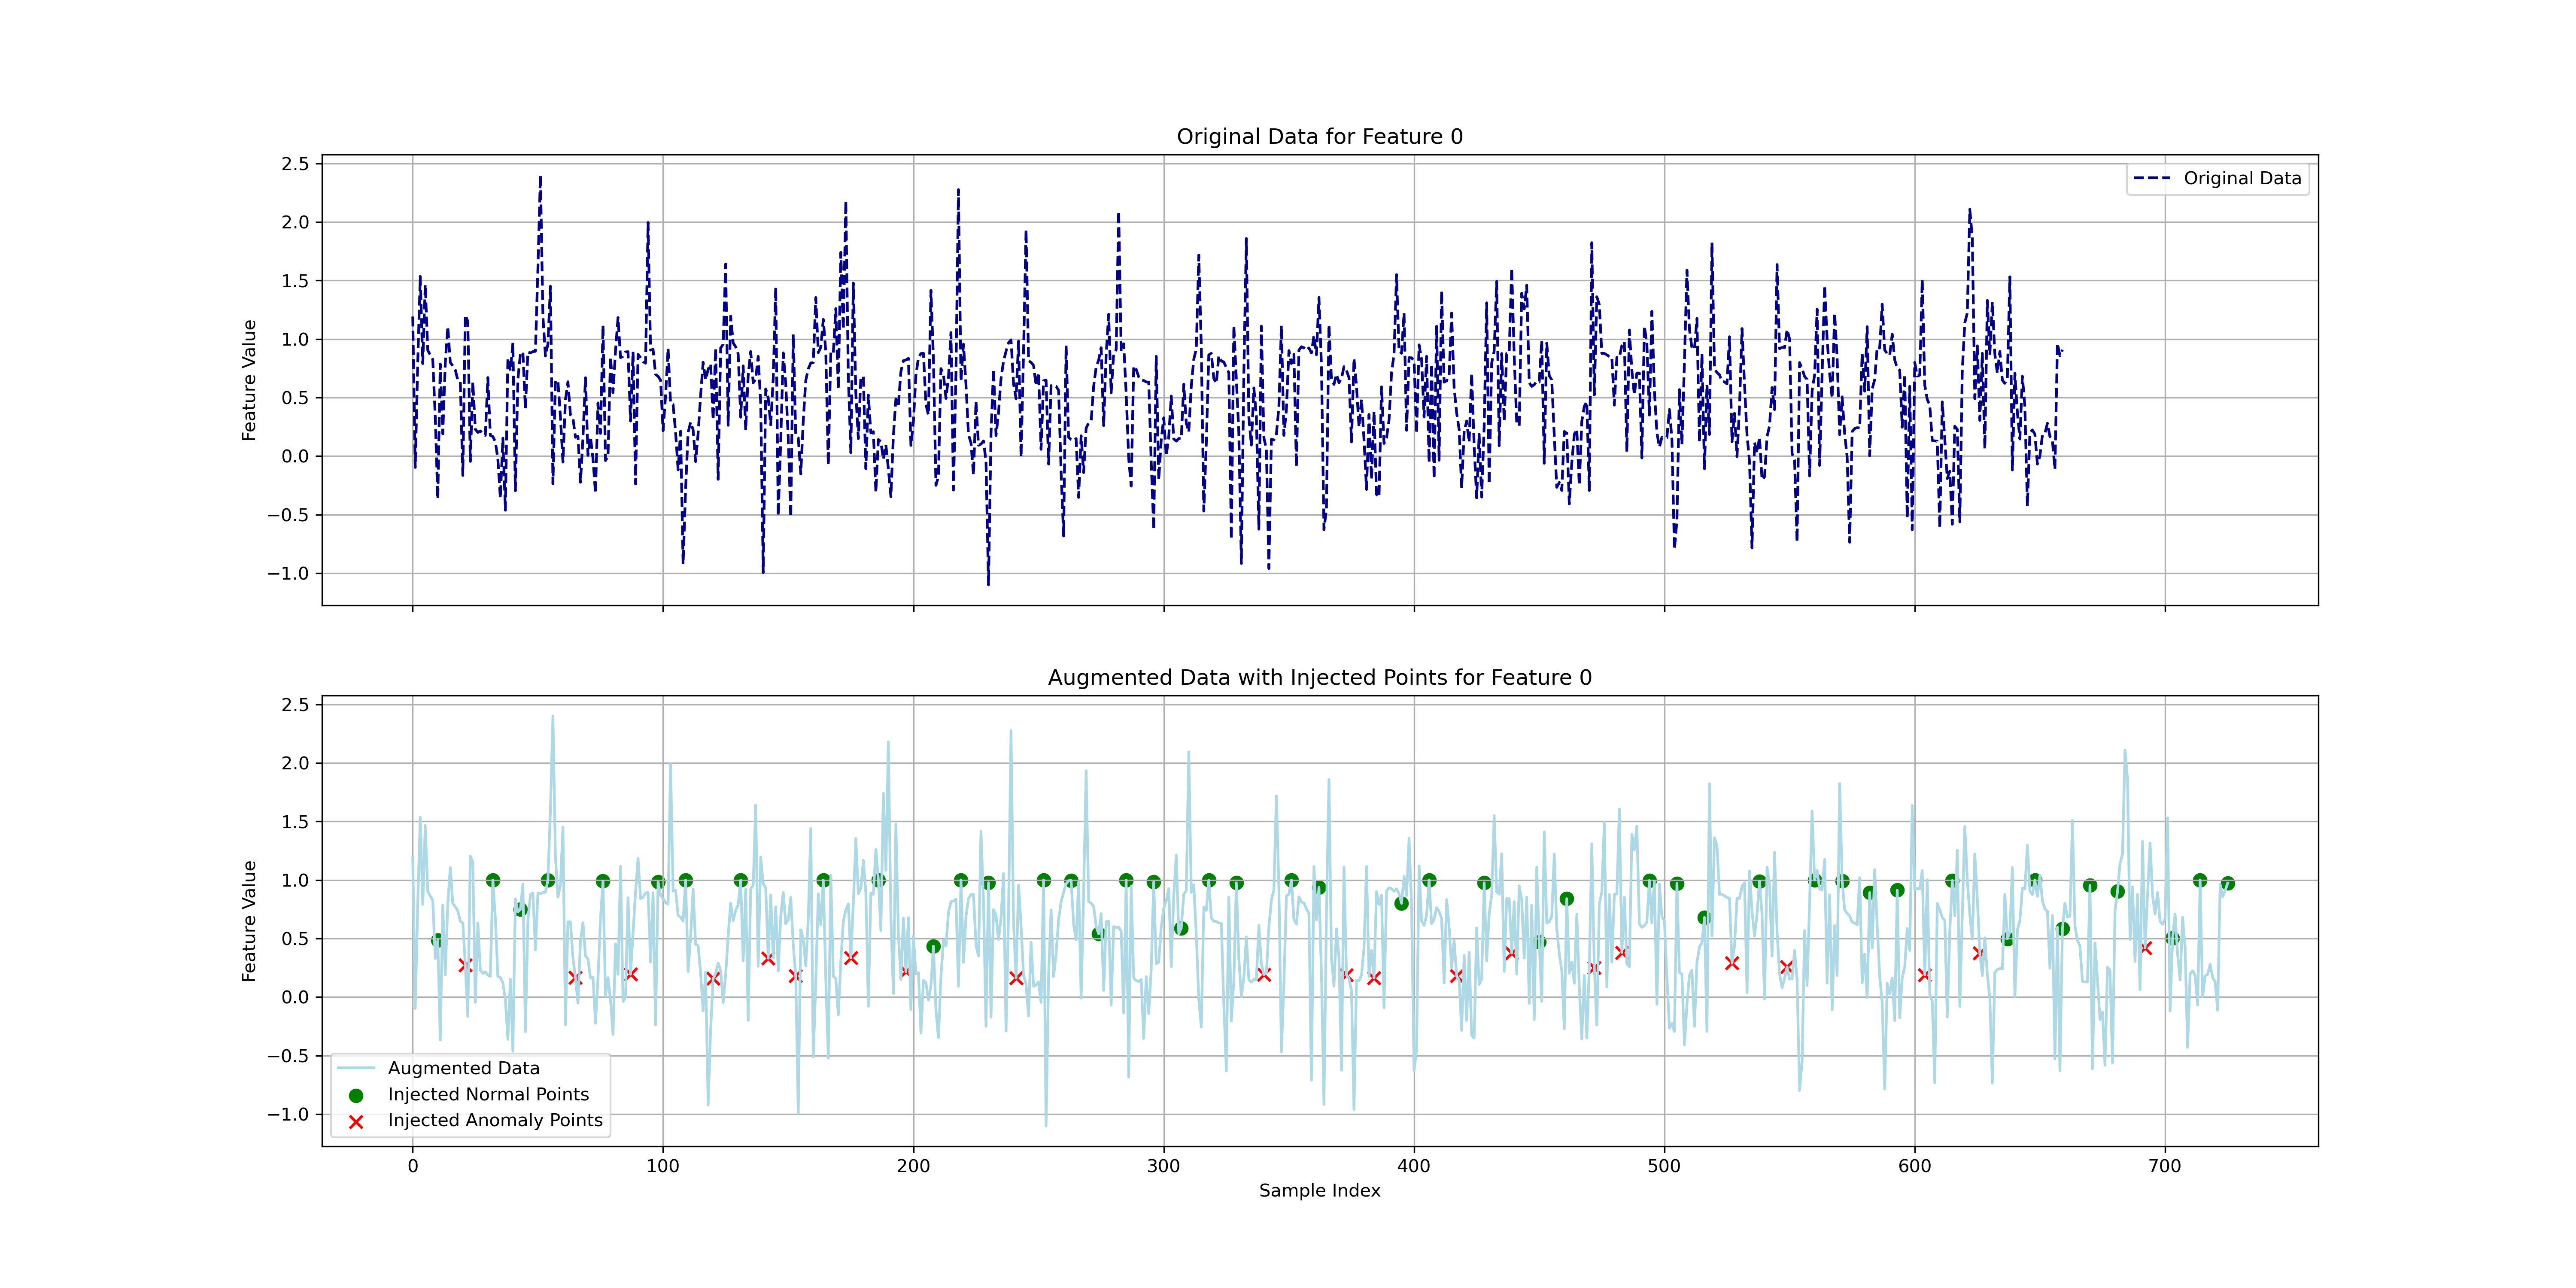 Original Data for Feature 0
2.5
2.0
1.5
1.0
0.5
0.0
−0.5
−1.0
Feature Value
Original Data
Augmented Data with Injected Points for Feature 0
2.5
2.0
1.5
1.0
0.5
0.0
−0.5
−1.0
Feature Value
Augmented Data
Injected Normal Points
Injected Anomaly Points
0 100 200 300 400 500 600 700
Sample Index